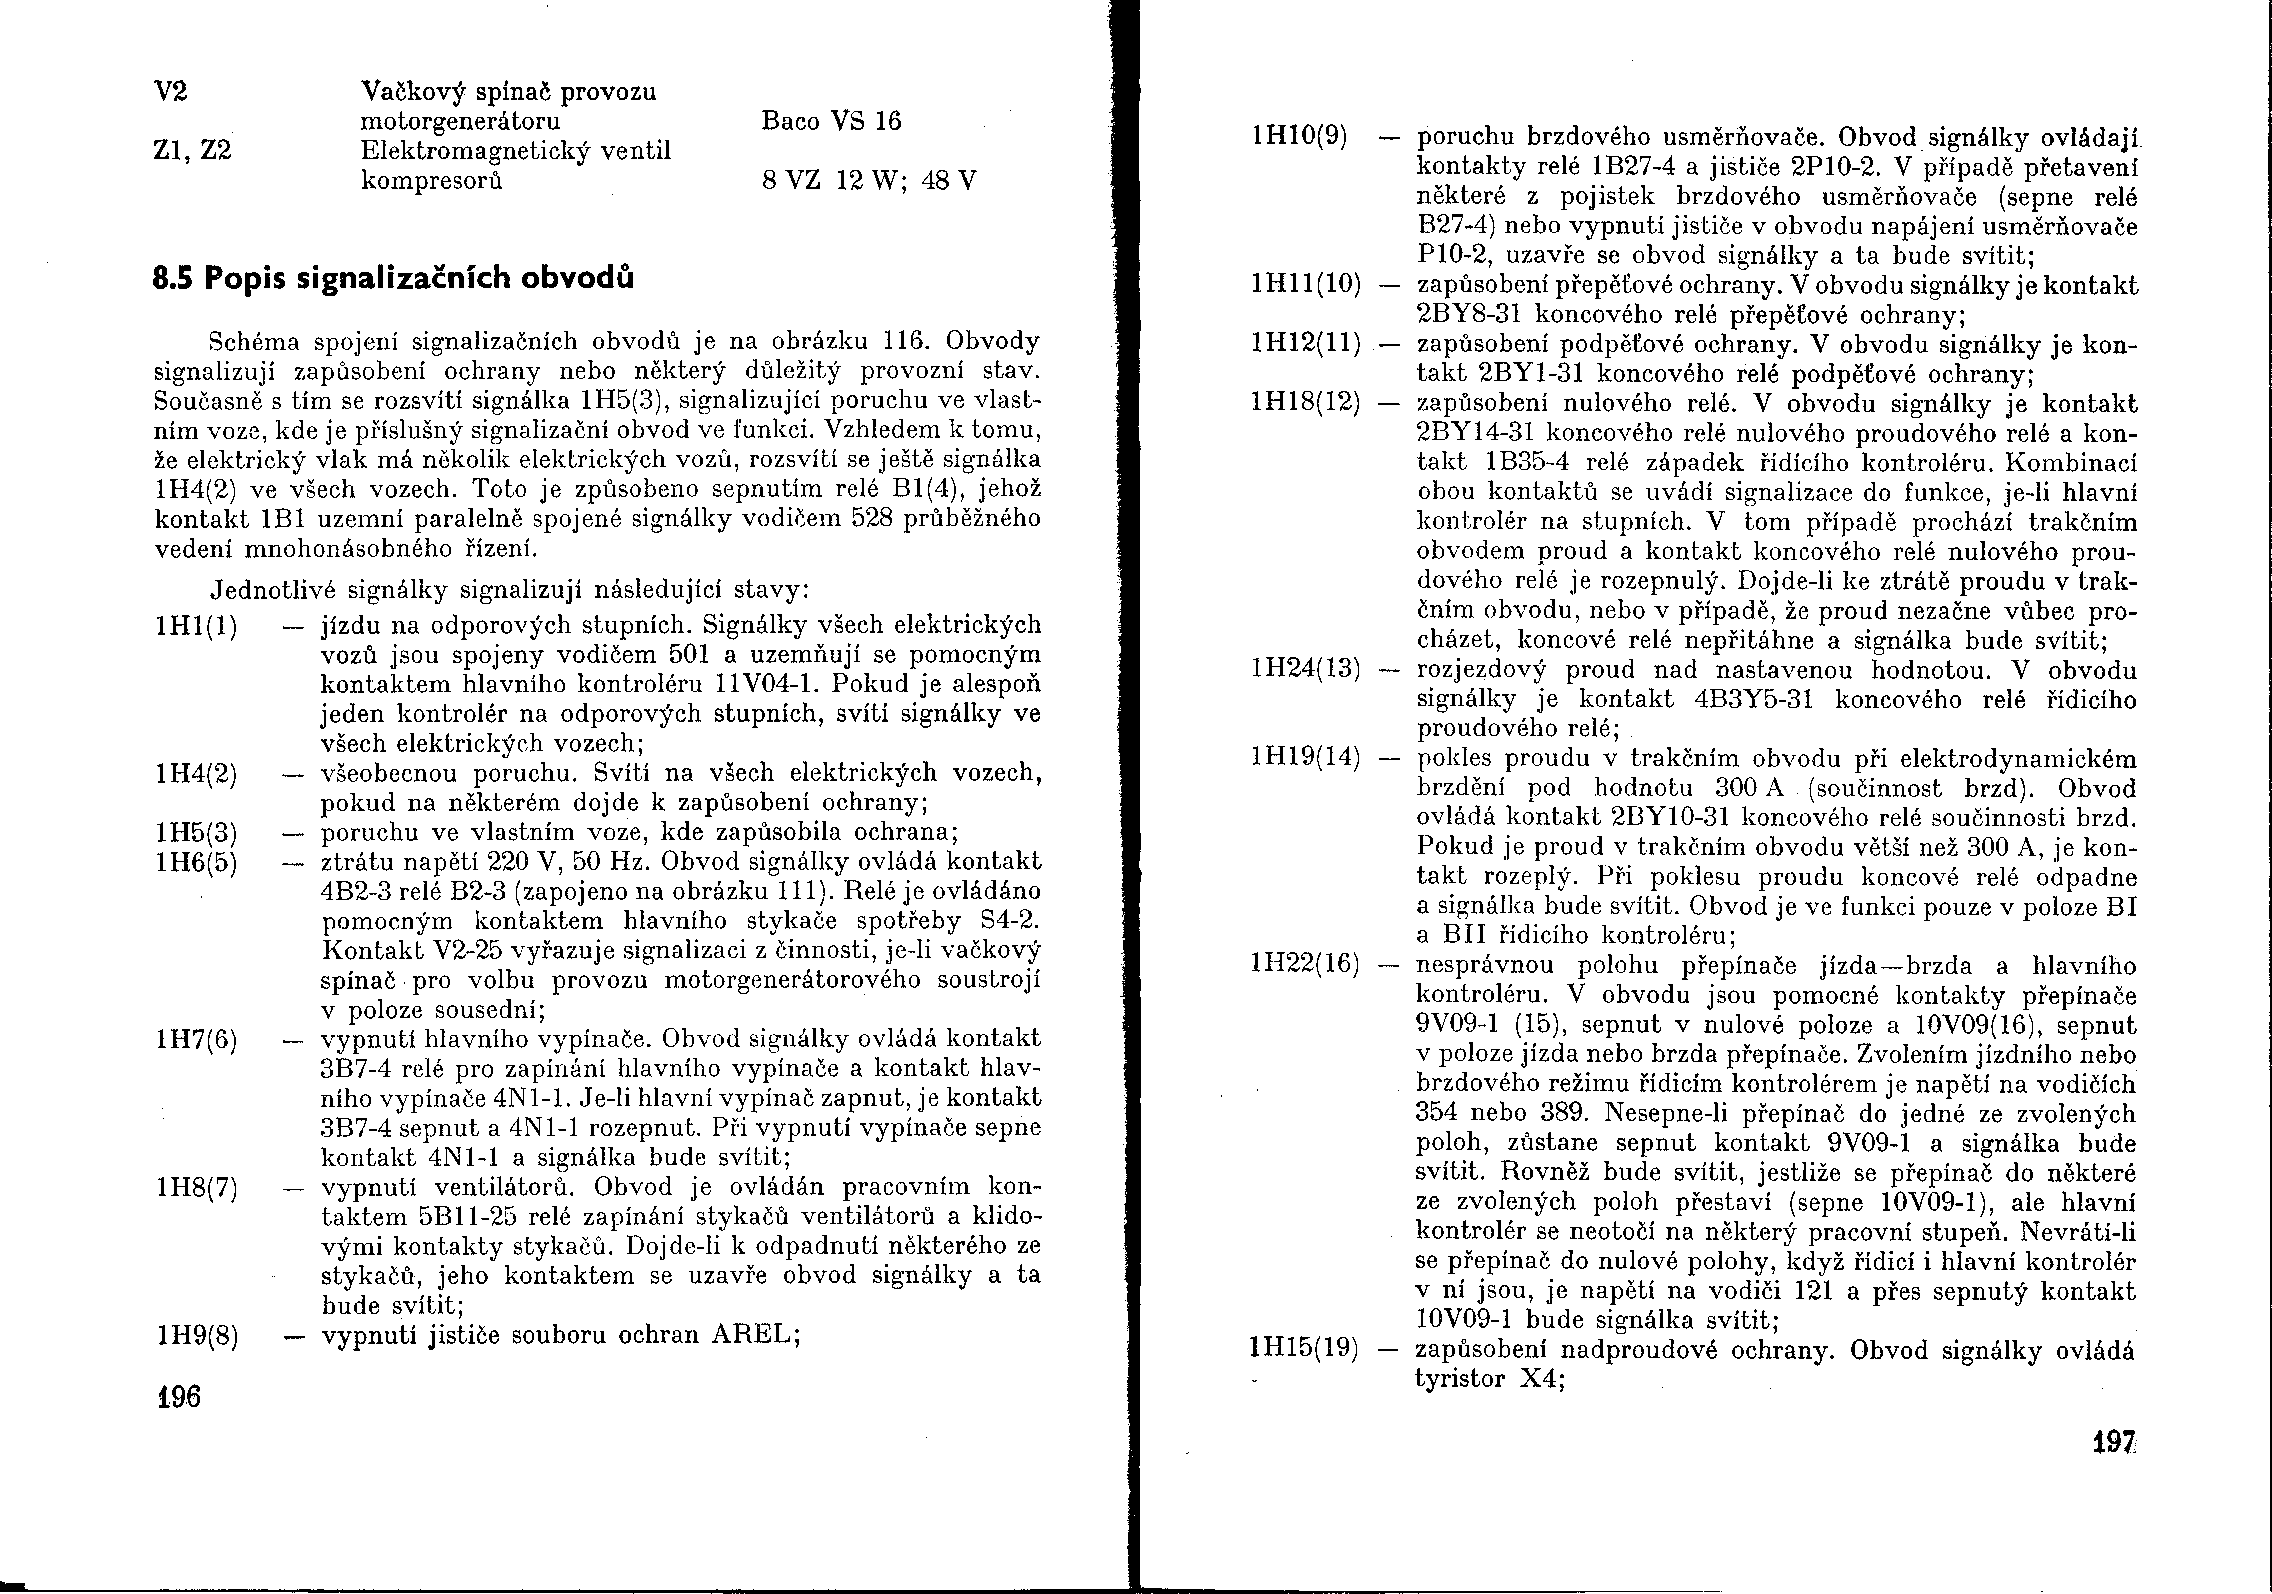 V2 Vačkový spínač provozu
motorgenerátoru Baco VS 16
Z1, Z2 Elektromagnetický ventil
kompresorů 8 VZ 12 W; 48 V
8.5 Popis signalizačních obvodů
Schéma spojení signalizačních obvodů je na obrázku 116. Obvody
signalizují zapůsobení ochrany nebo některý důležitý provozní stav.
Současně s tím se rozsvítí signálka 1H5(3), signalizující poruchu ve vlast-
ním voze, kde je příslušný signalizační obvod ve funkci. Vzhledem k tomu,
že elektrický vlak má několik elektrických vozů, rozsvítí se ještě signálka
1H4(2) ve všech vozech. Toto je způsobeno sepnutím relé B1(4), jehož
kontakt 1B1 uzemní paralelně spojené signálky vodičem 528 průběžného
vedení mnohonásobného řízení.
Jednotlivé signálky signalizují následující stavy:
1H1(1) — jízdu na odporových stupních. Signálky všech elektrických
vozů jsou spojeny vodičem 501 a uzemňují se pomocným
kontaktem hlavního kontroléru 11V04-1. Pokud je alespoň
jeden kontrolér na odporových stupních, svítí signálky ve
všech elektrických vozech;
1H4(2) — všeobecnou poruchu. Svítí na všech elektrických vozech,
pokud na některém dojde k zapůsobení ochrany;
1H5(3) — poruchu ve vlastním voze, kde zapůsobila ochrana;
1H6(5) — ztrátu napětí 220 V, 50 Hz. Obvod signálky ovládá kontakt
4B2-3 relé B2-3 (zapojeno na obrázku 111). Relé je ovládáno
pomocným kontaktem hlavního stykače spotřeby S4-2.
Kontakt V2-25 vyřazuje signalizaci z činnosti, je-li vačkový
spínač pro volbu provozu motorgenerátorového soustrojí
v poloze sousední;
1H7(6) — vypnutí hlavního vypínače. Obvod signálky ovládá kontakt
3B7-4 relé pro zapínání hlavního vypínače a kontakt hlav-
ního vypínače 4N1-1. Je-li hlavní vypínač zapnut, je kontakt
3B7-4 sepnut a 4N1-1 rozepnut. Při vypnutí vypínače sepne
kontakt 4N1-1 a signálka bude svítit;
1H8(7) — vypnutí ventilátorů. Obvod je ovládán pracovním kon-
taktem 5B11-25 relé zapínání stykačů ventilátorů a klido-
vými kontakty stykačů. Dojde-li k odpadnutí některého ze
stykačů, jeho kontaktem se uzavře obvod signálky a ta
bude svítit;
1H9(8) — vypnutí jističe souboru ochran AREL;
196
1H10(9) — poruchu brzdového usměrňovače. Obvod signálky ovládají
kontakty relé 1B27-4 a jističe 2P10-2. V případě přetavení
některé z pojistek brzdového usměrňovače (sepne relé
B27-4) nebo vypnutí jističe v obvodu napájení usměrňovače
P10-2, uzavře se obvod signálky a ta bude svítit;
1H11(10) — zapůsobení přepěťové ochrany. V obvodu signálky je kontakt
2BY8-31 koncového relé přepěťové ochrany;
1H12(11) — zapůsobení podpěťové ochrany. V obvodu signálky je kon-
takt 2BY1-31 koncového relé podpěťové ochrany;
1H18(12) — zapůsobení nulového relé. V obvodu signálky je kontakt
2BY14-31 koncového relé nulového proudového relé a kon-
takt 1B35-4 relé západek řídícího kontroléru. Kombinací
obou kontaktů se uvádí signalizace do funkce, je-li hlavní
kontrolér na stupních. V tom případě prochází trakčním
obvodem proud a kontakt koncového relé nulového prou-
dového relé je rozepnulý. Dojde-li ke ztrátě proudu v trak-
čním obvodu, nebo v případě, že proud nezačne vůbec pro-
cházet, koncové relé nepřitáhne a signálka bude svítit;
1H24(13) — rozjezdový proud nad nastavenou hodnotou. V obvodu
signálky je kontakt 4B3Y5-31 koncového relé řídicího
proudového relé;
1H19(14) — pokles proudu v trakčním obvodu při elektrodynamickém
brzdění pod hodnotu 300 A (součinnost brzd). Obvod
ovládá kontakt 2BY10-31 koncového relé součinnosti brzd.
Pokud je proud v trakčním obvodu větší než 300 A, je kon-
takt rozeplý. Při poklesu proudu koncové relé odpadne
a signálka bude svítit. Obvod je ve funkci pouze v poloze BI
a BII řídicího kontroléru;
1H22(16) — nesprávnou polohu přepínače jízda—brzda a hlavního
kontroléru. V obvodu jsou pomocné kontakty přepínače
9V09-1 (15), sepnut v nulové poloze a 10V09(16), sepnut
v poloze jízda nebo brzda přepínače. Zvolením jízdního nebo
brzdového režimu řídicím kontrolérem je napětí na vodičích
354 nebo 389. Nesepne-li přepínač do jedné ze zvolených
poloh, zůstane sepnut kontakt 9V09-1 a signálka bude
svítit. Rovněž bude svítit, jestliže se přepínač do některé
ze zvolených poloh přestaví (sepne 10V09-1), ale hlavní
kontrolér se neotočí na některý pracovní stupeň. Nevrátí-li
se přepínač do nulové polohy, když řídicí i hlavní kontrolér
v ní jsou, je napětí na vodiči 121 a přes sepnutý kontakt
10V09-1 bude signálka svítit;
1H15(19) — zapůsobení nadproudové ochrany. Obvod signálky ovládá
tyristor X4;
197